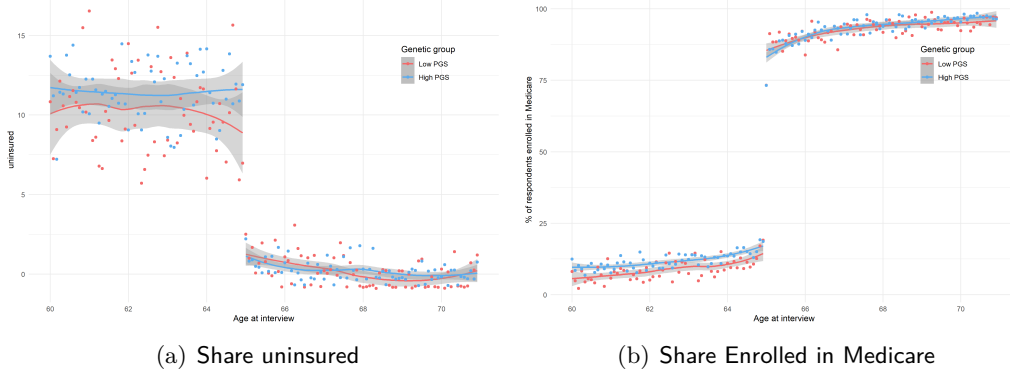 15
10
5
0
uninsured
60
62
64
66
68
70
Age at interview
Genetic group
Low PGS
High PGS
(a) Share uninsured
100
75
50
25
0
% of respondents enrolled in Medicare
60
62
64
66
68
70
Age at interview
Genetic group
Low PGS
High PGS
(b) Share Enrolled in Medicare